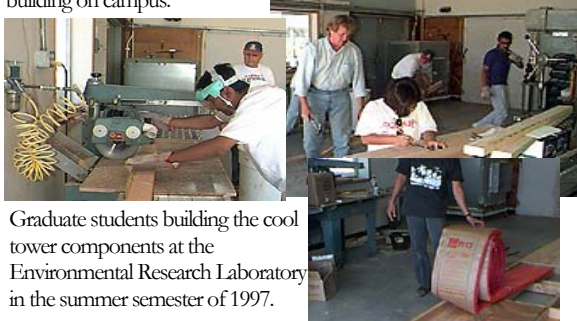 building on campus.
Graduate students building the cool
tower components at the
Environmental Research Laboratory
in the summer semester of 1997.